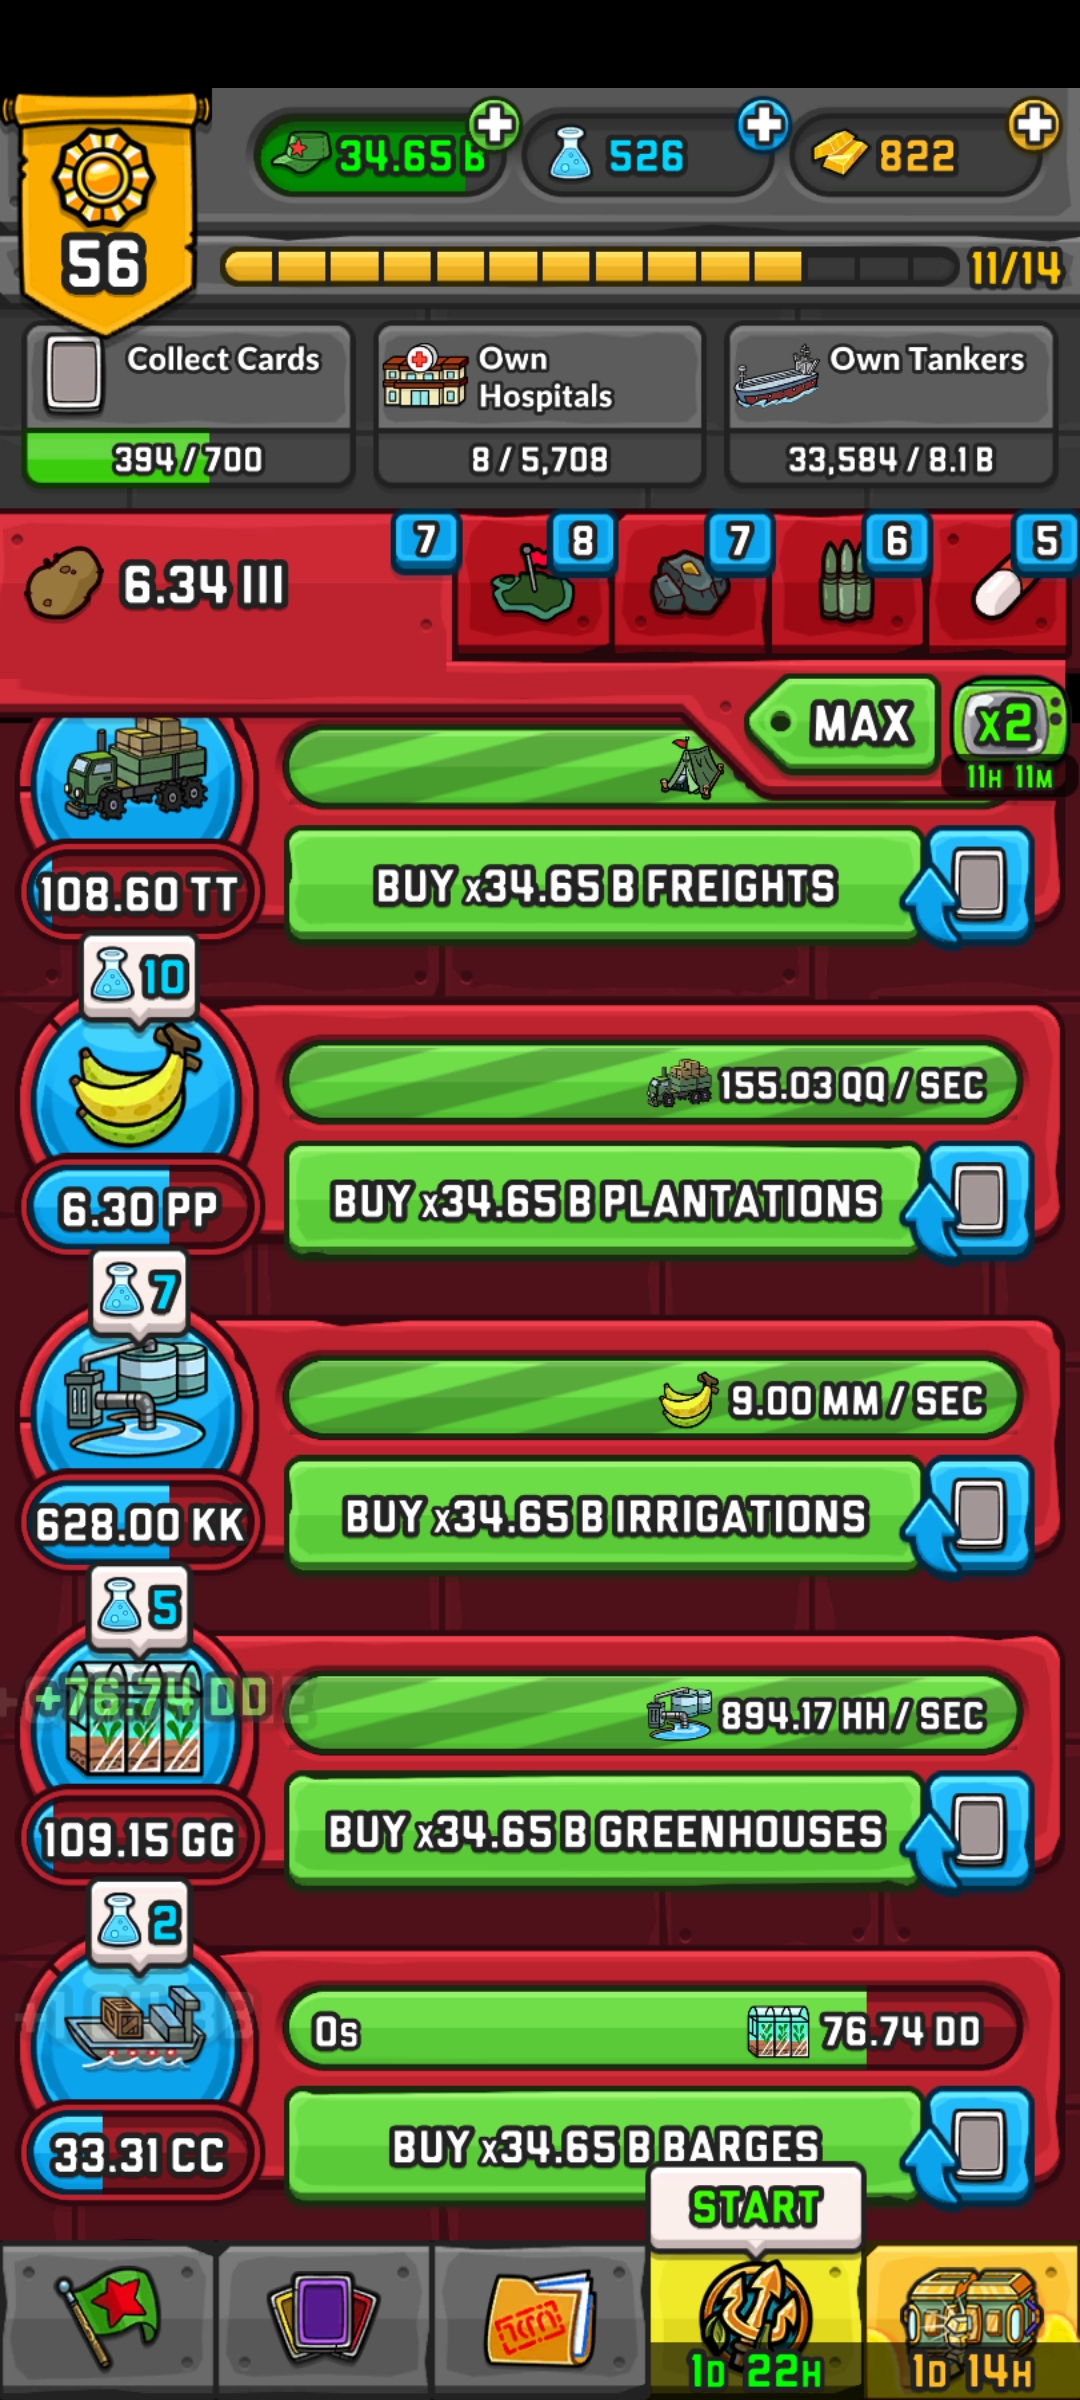 34.65 B
526
822
56
11/14
Collect Cards
394 / 700
Own
Hospitals
8 / 5,708
Own Tankers
33,584 / 8.1 B
6.34 III
7
8
7
6
5
MAX
x2
11H 11M
BUY x34.65 B FREIGHTS
108.60 TT
10
155.03 QQ / SEC
BUY x34.65 B PLANTATIONS
6.30 PP
7
9.00 MM / SEC
BUY x34.65 B IRRIGATIONS
628.00 KK
5
+76.74 DD
894.17 HH / SEC
BUY x34.65 B GREENHOUSES
109.15 GG
2
0s
76.74 DD
BUY x34.65 B BARGES
33.31 CC
START
1D 22H
1D 14H